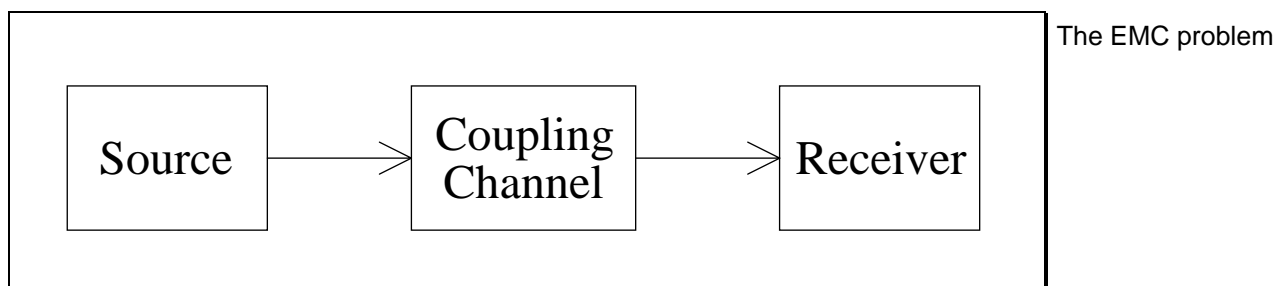 The EMC problem
Source
Coupling
Channel
Receiver